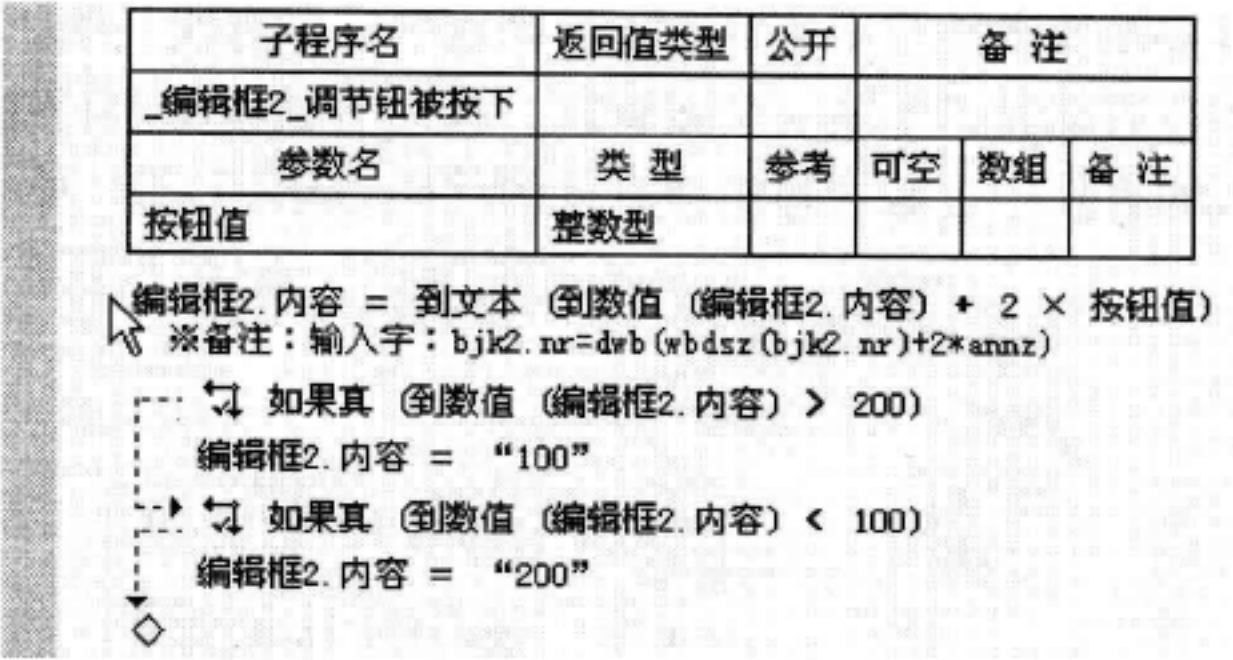 子程序名 返回值类型 公开 备 注
_编辑框2_调节钮被按下
参数名 类 型 参考 可空 数组 备 注
按钮值 整数型
编辑框2.内容 = 到文本 (到数值 (编辑框2.内容) + 2 × 按钮值)
※备注：输入字：bjk2.nr=dwb(wbdsz(bjk2.nr)+2*annz)
如果真 (到数值 (编辑框2.内容) > 200)
编辑框2.内容 = “100”
如果真 (到数值 (编辑框2.内容) < 100)
编辑框2.内容 = “200”